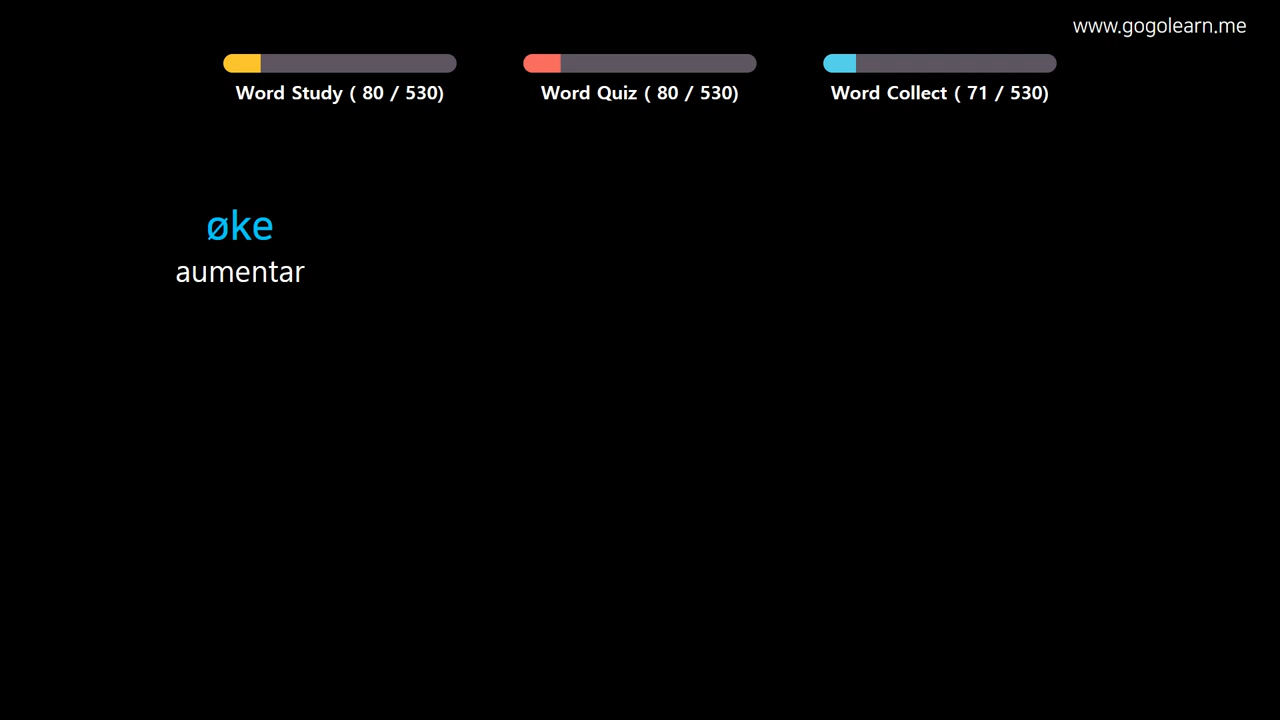 www.gogolearn.me
Word Study ( 80 / 530)
Word Quiz ( 80 / 530)
Word Collect ( 71 / 530)
øke
aumentar